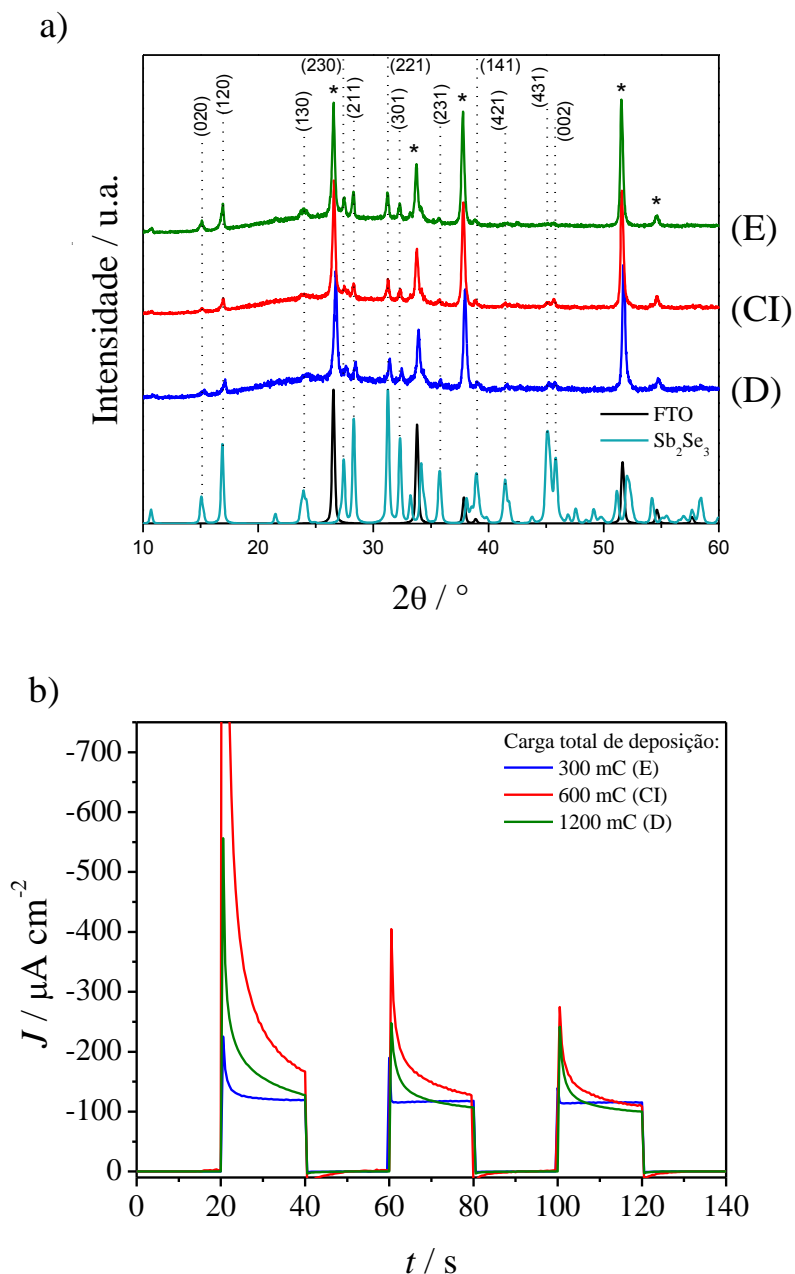 a)
(020)
(120)
(130)
(230)
*
(211)
(221)
(301)
*
(231)
*
(141)
(421)
(431)
(002)
*
*
(E)
(CI)
(D)
FTO
Sb₂Se₃
Intensidade / u.a.
10 20 30 40 50 60
2θ / °
b)
Carga total de deposição:
300 mC (E)
600 mC (CI)
1200 mC (D)
-700
-600
-500
-400
-300
-200
-100
0
J / μA cm⁻²
0 20 40 60 80 100 120 140
t / s